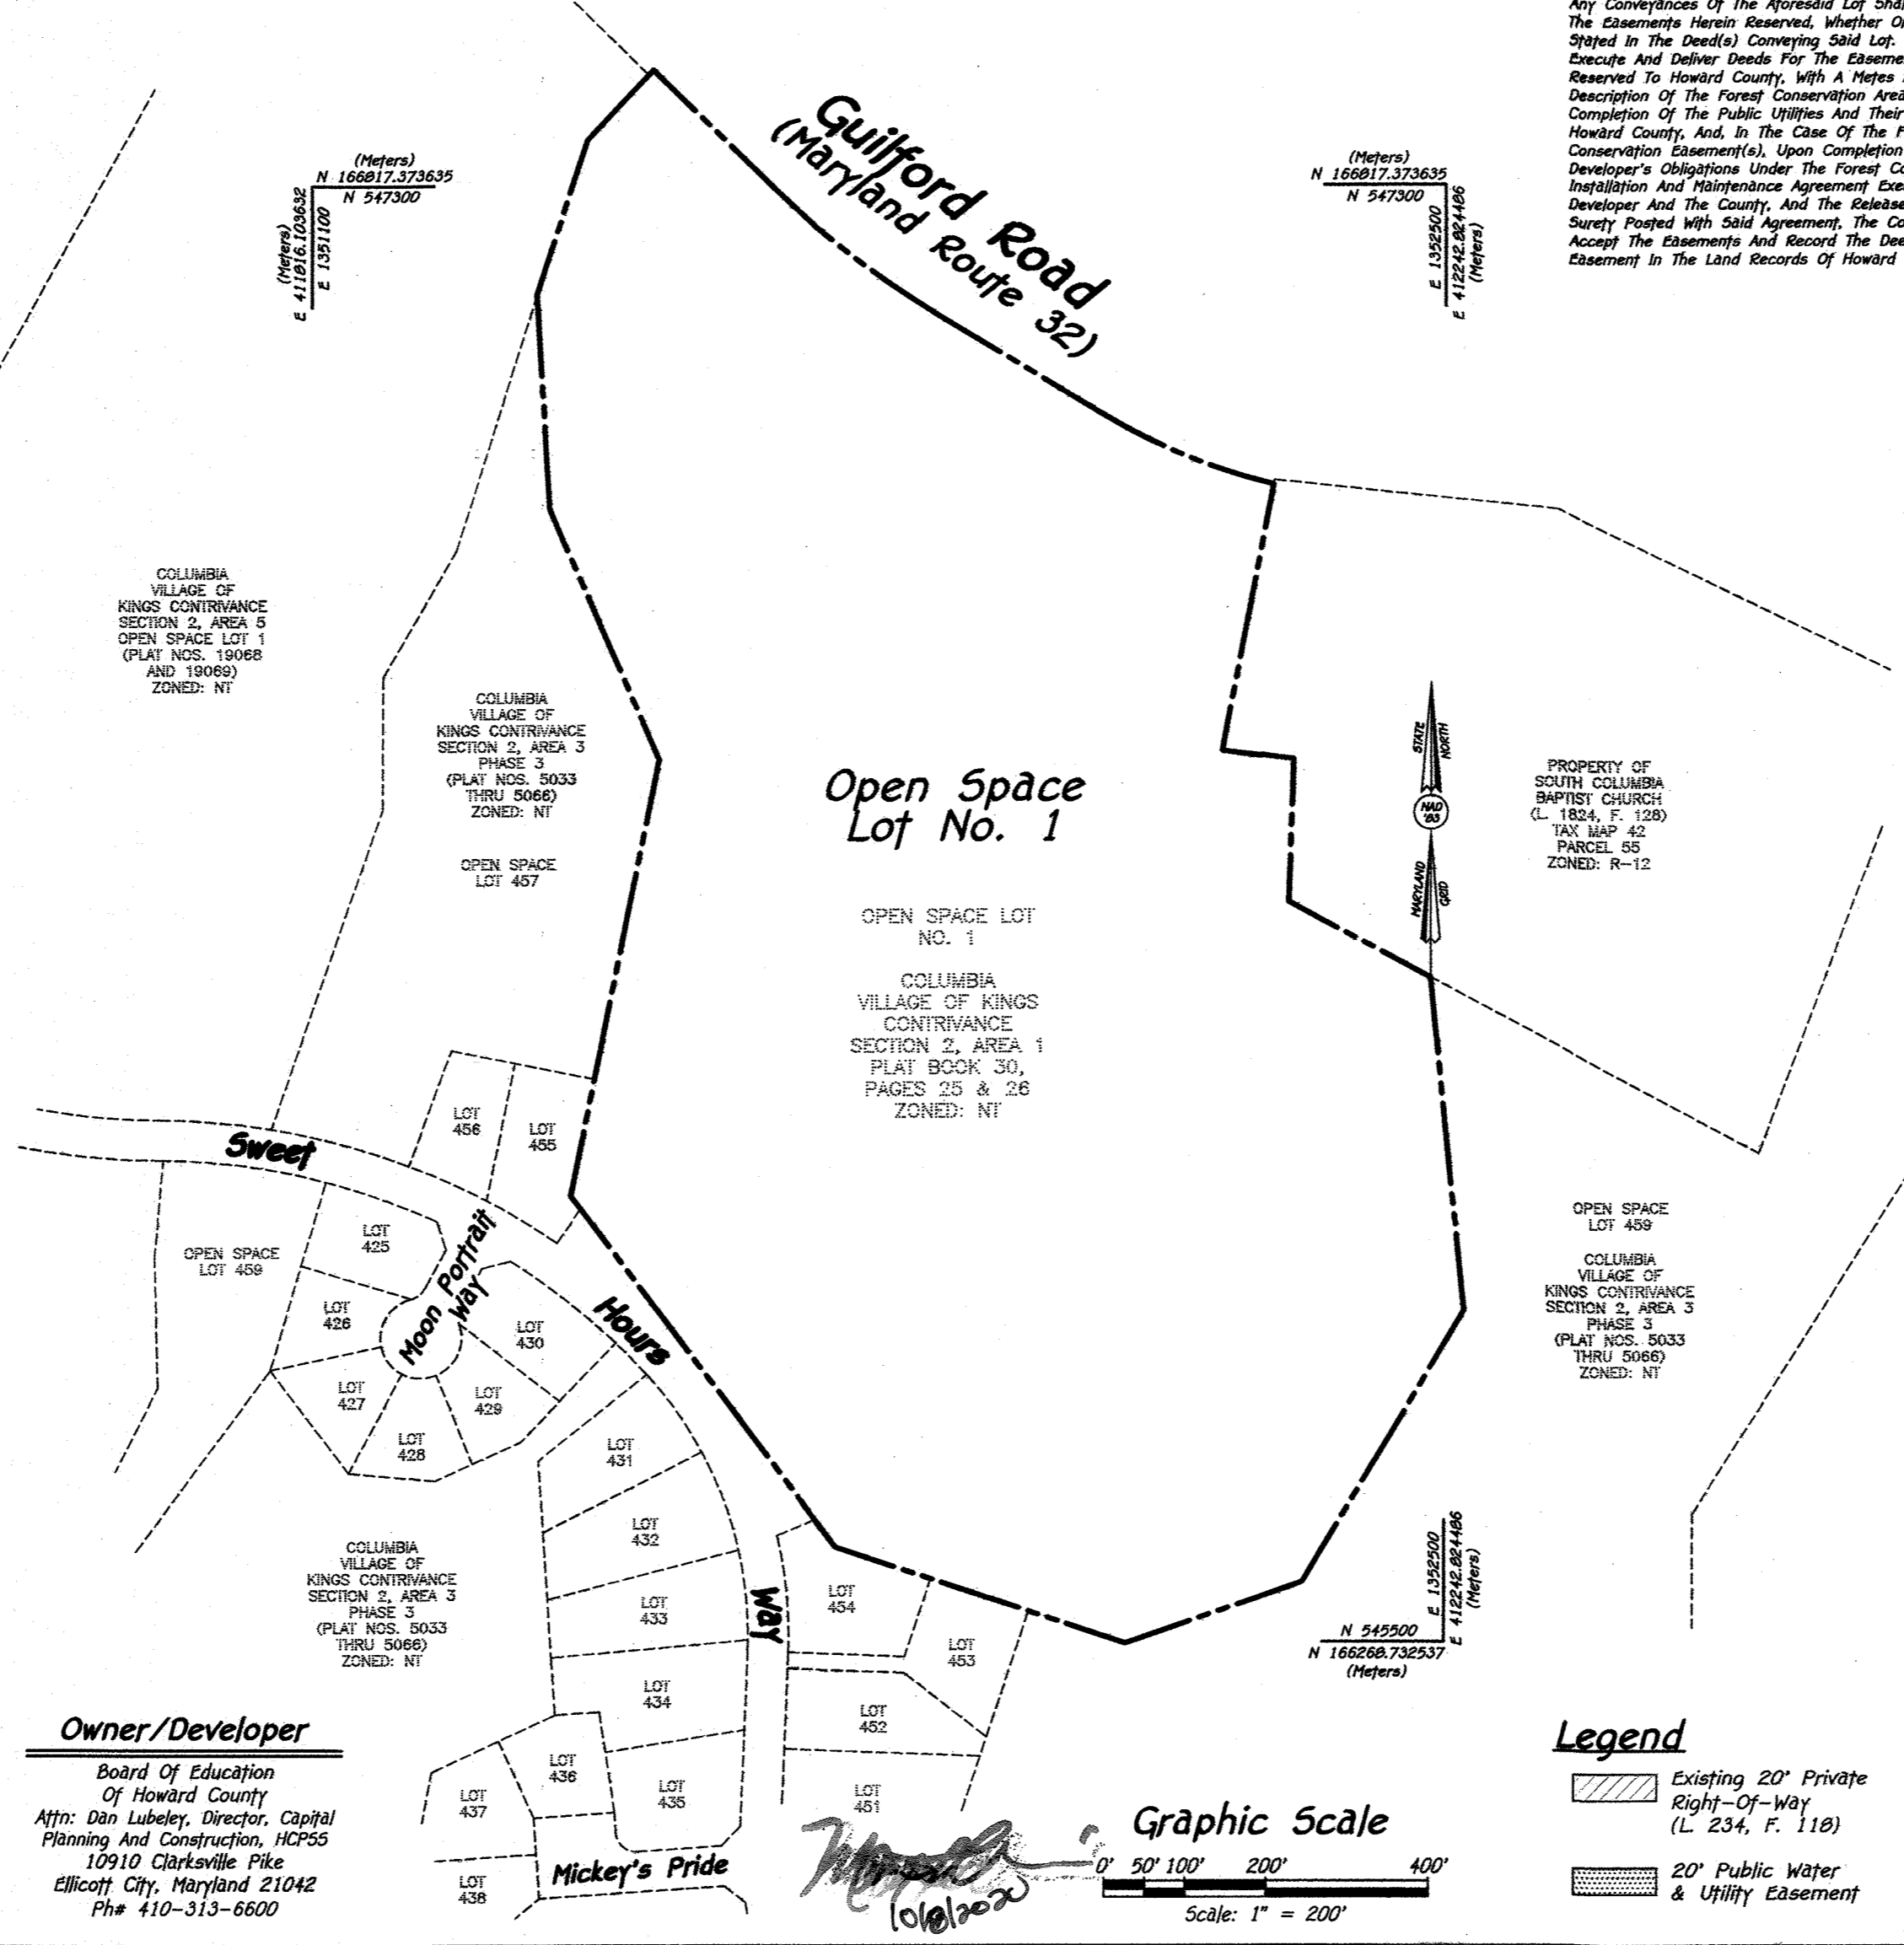 Any Conveyances Of The Aforesaid Lot
The Easements Herein Reserved, Whether
Stated In The Deed(s) Conveying Said Lot.
Execute And Deliver Deeds For The
Reserved To Howard County, With A Metes
Description Of The Forest Conservation
Completion Of The Public Utilities And Their
Howard County, And, In The Case Of The
Conservation Easement(s), Upon Completion
Developer's Obligations Under The Forest
Installation And Maintenance Agreement
Developer And The County, And The
Surety Posted With Said Agreement, The
Accept The Easements And Record The
Easement In The Land Records Of Howard
Guilford Road
(Maryland Route 32)
(Meters)
N 166817.373635
N 547300
(Meters)
E 411816.103632
E 1351100
(Meters)
N 166817.373635
N 547300
E 1352500
E 412242.824486
(Meters)
COLUMBIA
VILLAGE OF
KINGS CONTRIVANCE
SECTION 2, AREA 5
OPEN SPACE LOT 1
(PLAT NOS. 19068
AND 19069)
ZONED: NT
COLUMBIA
VILLAGE OF
KINGS CONTRIVANCE
SECTION 2, AREA 3
PHASE 3
(PLAT NOS. 5033
THRU 5066)
ZONED: NT
OPEN SPACE
LOT 457
Open Space
Lot No. 1
OPEN SPACE LOT
NO. 1
COLUMBIA
VILLAGE OF KINGS
CONTRIVANCE
SECTION 2, AREA 1
PLAT BOOK 30,
PAGES 25 & 26
ZONED: NT
STATE
NORTH
NAD
'83
MARYLAND
GRID
PROPERTY OF
SOUTH COLUMBIA
BAPTIST CHURCH
(L. 1824, F. 128)
TAX MAP 42
PARCEL 55
ZONED: R-12
LOT
456
LOT
455
Sweet
Hours
Way
Moon Portrait
Way
OPEN SPACE
LOT 459
LOT
425
LOT
426
LOT
427
LOT
428
LOT
429
LOT
430
LOT
431
LOT
432
LOT
433
LOT
434
LOT
435
LOT
436
LOT
437
LOT
438
LOT
454
LOT
453
LOT
452
LOT
451
Mickey's Pride
OPEN SPACE
LOT 459
COLUMBIA
VILLAGE OF
KINGS CONTRIVANCE
SECTION 2, AREA 3
PHASE 3
(PLAT NOS. 5033
THRU 5066)
ZONED: NT
COLUMBIA
VILLAGE OF
KINGS CONTRIVANCE
SECTION 2, AREA 3
PHASE 3
(PLAT NOS. 5033
THRU 5066)
ZONED: NT
E 1352500
E 412242.824486
(Meters)
N 545500
N 166268.732537
(Meters)
Owner/Developer
Board Of Education
Of Howard County
Attn: Dan Lubeley, Director, Capital
Planning And Construction, HCPSS
10910 Clarksville Pike
Ellicott City, Maryland 21042
Ph# 410-313-6600
10/8/2020
Graphic Scale
0' 50' 100' 200' 400'
Scale: 1" = 200'
Legend
Existing 20' Private
Right-Of-Way
(L. 234, F. 118)
20' Public Water
& Utility Easement